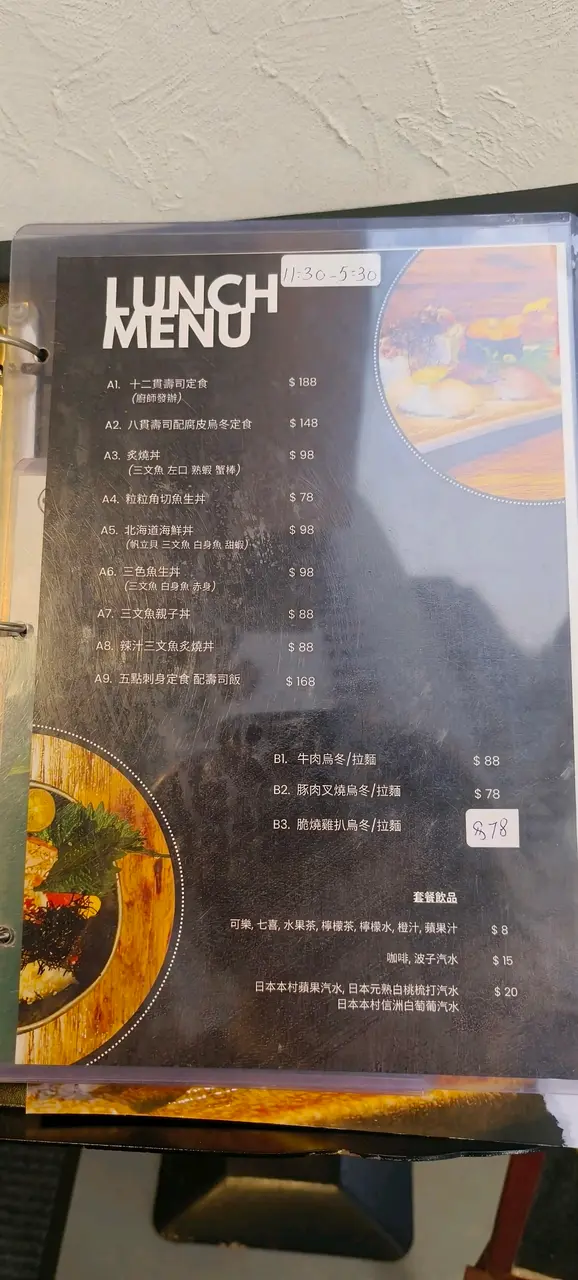 LUNCH
MENU
11:30-5:30
A1. 十二貫壽司定食 $ 188
(廚師發辦)
A2. 八貫壽司配腐皮烏冬定食 $ 148
A3. 炙燒丼 $ 98
(三文魚 左口 熟蝦 蟹棒)
A4. 粒粒角切魚生丼 $ 78
A5. 北海道海鮮丼 $ 98
(帆立貝 三文魚 白身魚 甜蝦)
A6. 三色魚生丼 $ 98
(三文魚 白身魚 赤身)
A7. 三文魚親子丼 $ 88
A8. 辣汁三文魚炙燒丼 $ 88
A9. 五點刺身定食 配壽司飯 $ 168
B1. 牛肉烏冬/拉麵 $ 88
B2. 豚肉叉燒烏冬/拉麵 $ 78
B3. 脆燒雞扒烏冬/拉麵 $78
套餐飲品
可樂, 七喜, 水果茶, 檸檬茶, 檸檬水, 橙汁, 蘋果汁 $ 8
咖啡, 波子汽水 $ 15
日本本村蘋果汽水, 日本元熟白桃梳打汽水 $ 20
日本本村信洲白萄葡汽水